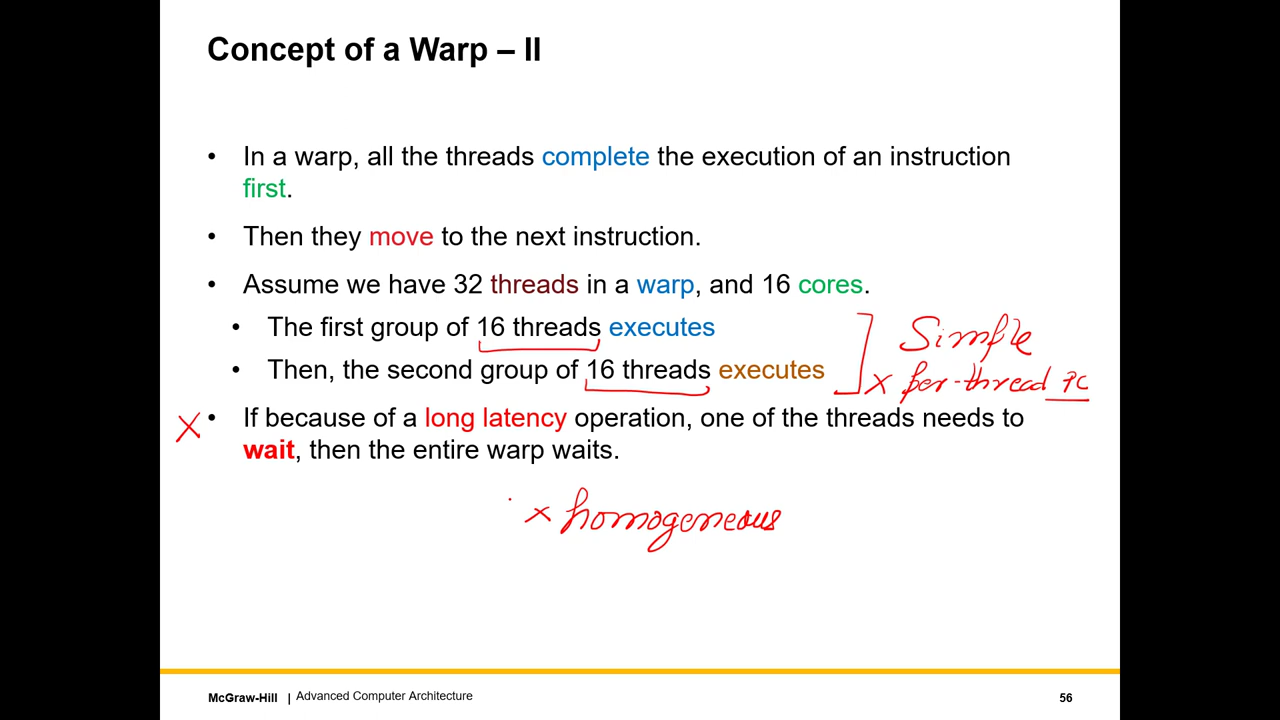 Concept of a Warp – II
• In a warp, all the threads complete the execution of an instruction
first.
• Then they move to the next instruction.
• Assume we have 32 threads in a warp, and 16 cores.
• The first group of 16 threads executes
• Then, the second group of 16 threads executes
Simple
× per-thread PC
× • If because of a long latency operation, one of the threads needs to
wait, then the entire warp waits.
× homogeneous
McGraw-Hill | Advanced Computer Architecture
56